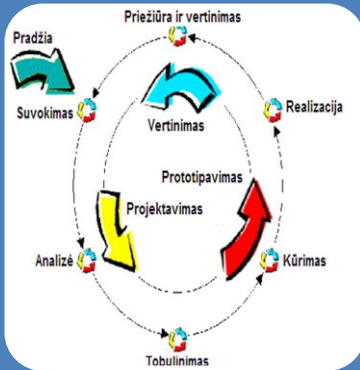 Priežiūra ir vertinimas
Pradžia
Suvokimas
Realizacija
Vertinimas
Prototipavimas
Projektavimas
Analizė
Kūrimas
Tobulinimas